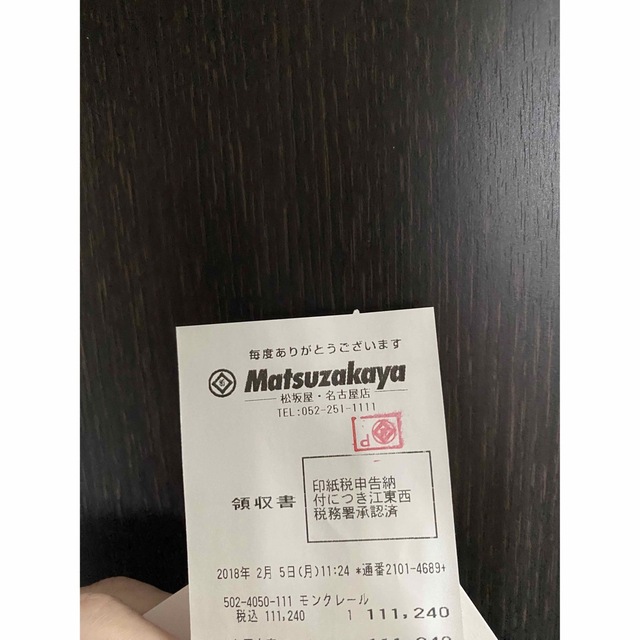 毎度ありがとうございます
Matsuzakaya
松坂屋・名古屋店
TEL:052-251-1111
P
領収書
印紙税申告納
付につき江東西
税務署承認済
2018年 2月 5日(月)11:24 *通番2101-4689+
502-4050-111 モンクレール
税込 111,240 1 111,240